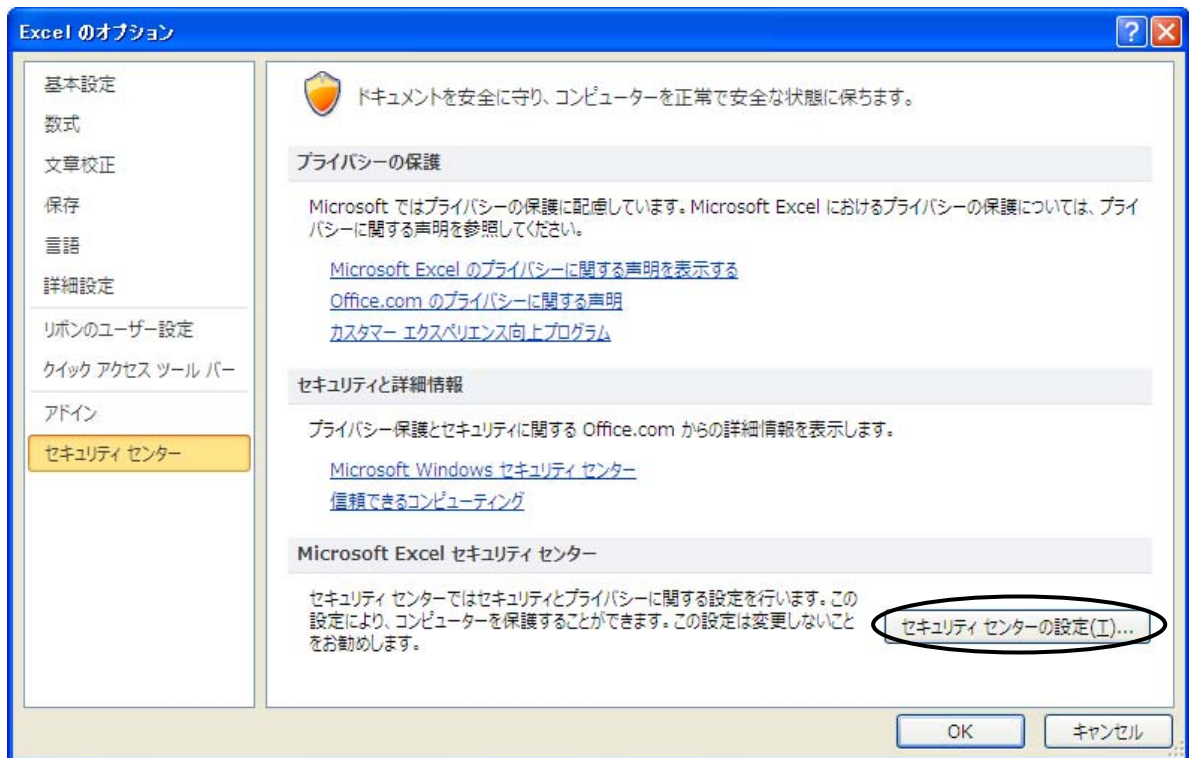 Excel のオプション
基本設定
数式
文章校正
保存
言語
詳細設定
リボンのユーザー設定
クイック アクセス ツール バー
アドイン
セキュリティ センター
ドキュメントを安全に守り、コンピューターを正常で安全な状態に保ちます。
プライバシーの保護
Microsoft ではプライバシーの保護に配慮しています。Microsoft Excel におけるプライバシーの保護については、プライ
バシーに関する声明を参照してください。
Microsoft Excel のプライバシーに関する声明を表示する
Office.com のプライバシーに関する声明
カスタマー エクスペリエンス向上プログラム
セキュリティと詳細情報
プライバシー保護とセキュリティに関する Office.com からの詳細情報を表示します。
Microsoft Windows セキュリティ センター
信頼できるコンピューティング
Microsoft Excel セキュリティ センター
セキュリティ センターではセキュリティとプライバシーに関する設定を行います。この
設定により、コンピューターを保護することができます。この設定は変更しないこと
をお勧めします。
セキュリティ センターの設定(T)...
OK
キャンセル